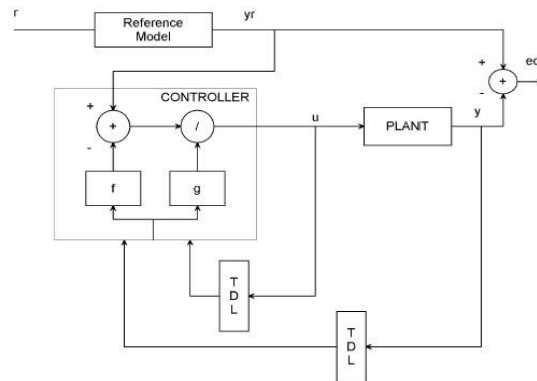 r
Reference
Model
yr
+
-
+
ec
CONTROLLER
+
-
+
/
u
PLANT
y
f
g
T
D
L
T
D
L